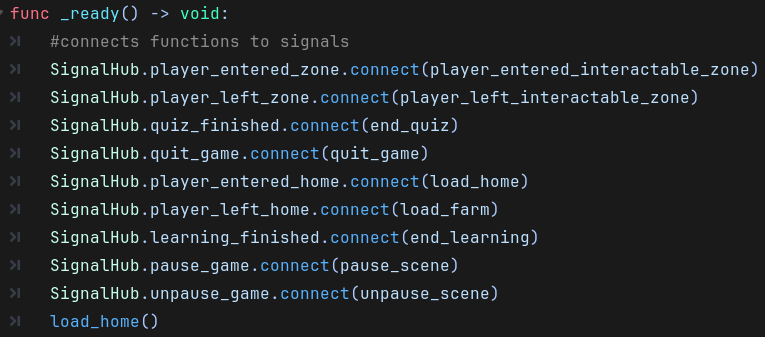 func _ready() -> void:
#connects functions to signals
SignalHub.player_entered_zone.connect(player_entered_interactable_zone)
SignalHub.player_left_zone.connect(player_left_interactable_zone)
SignalHub.quiz_finished.connect(end_quiz)
SignalHub.quit_game.connect(quit_game)
SignalHub.player_entered_home.connect(load_home)
SignalHub.player_left_home.connect(load_farm)
SignalHub.learning_finished.connect(end_learning)
SignalHub.pause_game.connect(pause_scene)
SignalHub.unpause_game.connect(unpause_scene)
load_home()